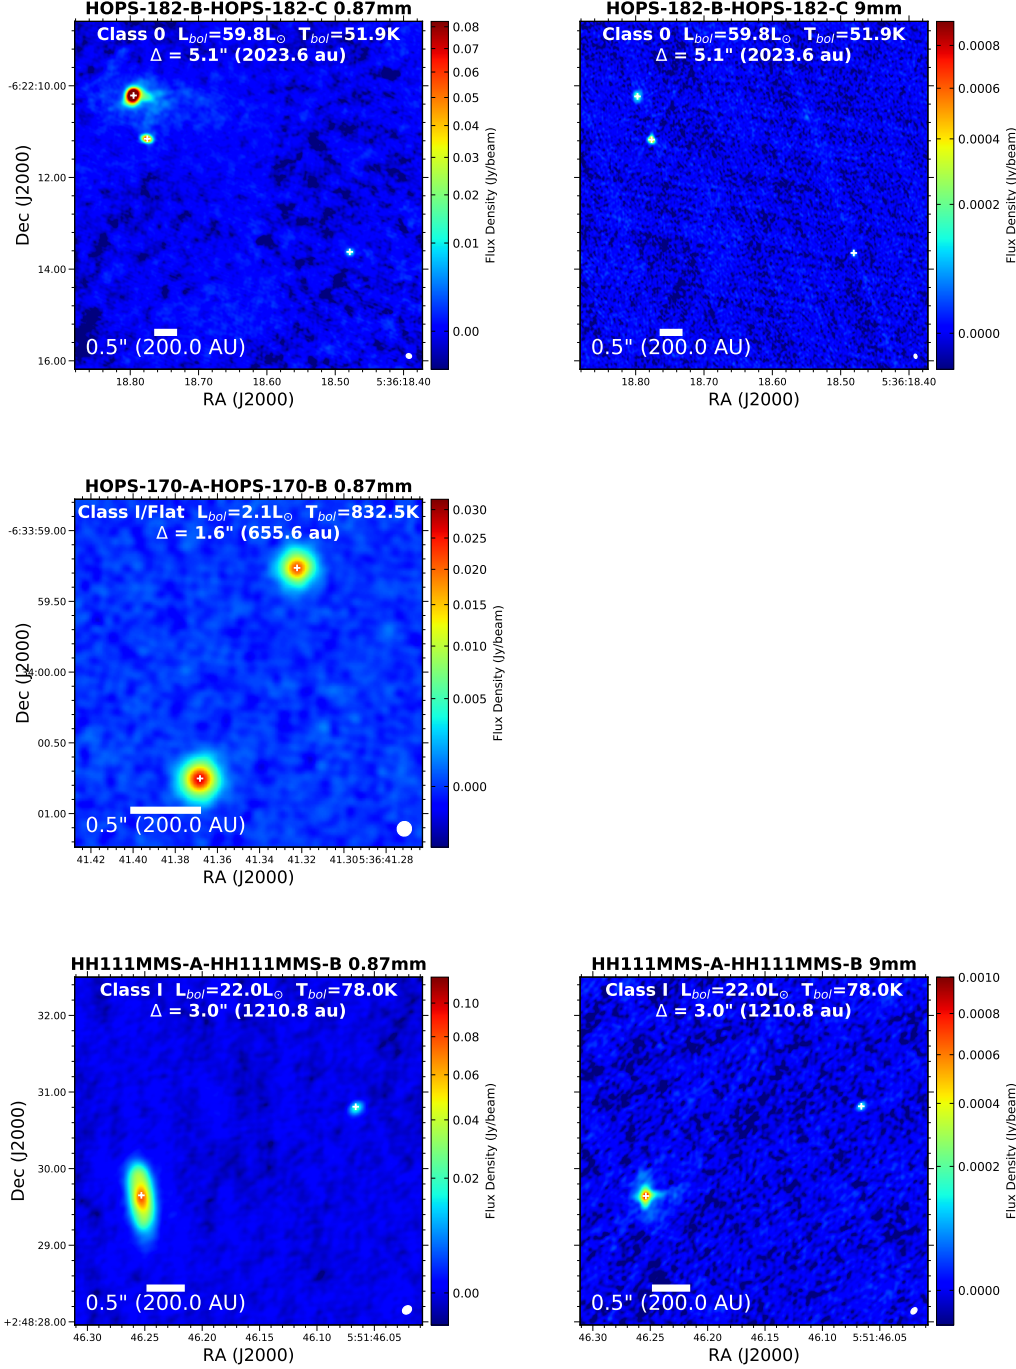 HOPS-182-B-HOPS-182-C 0.87mm
Class 0 L_bol=59.8L⊙ T_bol=51.9K
Δ = 5.1" (2023.6 au)
Dec (J2000)
-6:22:10.00
12.00
14.00
16.00
0.5" (200.0 AU)
18.80
18.70
18.60
18.50
5:36:18.40
RA (J2000)
0.08
0.07
0.06
0.05
0.04
0.03
0.02
0.01
0.00
Flux Density (Jy/beam)
HOPS-182-B-HOPS-182-C 9mm
Class 0 L_bol=59.8L⊙ T_bol=51.9K
Δ = 5.1" (2023.6 au)
0.5" (200.0 AU)
18.80
18.70
18.60
18.50
5:36:18.40
RA (J2000)
0.0008
0.0006
0.0004
0.0002
0.0000
Flux Density (Jy/beam)
HOPS-170-A-HOPS-170-B 0.87mm
Class I/Flat L_bol=2.1L⊙ T_bol=832.5K
Δ = 1.6" (655.6 au)
Dec (J2000)
-6:33:59.00
59.50
00.50
01.00
0.5" (200.0 AU)
41.42
41.40
41.38
41.36
41.34
41.32
41.30
5:36:41.28
RA (J2000)
0.030
0.025
0.020
0.015
0.010
0.005
0.000
Flux Density (Jy/beam)
HH111MMS-A-HH111MMS-B 0.87mm
Class I L_bol=22.0L⊙ T_bol=78.0K
Δ = 3.0" (1210.8 au)
Dec (J2000)
32.00
31.00
30.00
29.00
+2:48:28.00
0.5" (200.0 AU)
46.30
46.25
46.20
46.15
46.10
5:51:46.05
RA (J2000)
0.10
0.08
0.06
0.04
0.02
0.00
Flux Density (Jy/beam)
HH111MMS-A-HH111MMS-B 9mm
Class I L_bol=22.0L⊙ T_bol=78.0K
Δ = 3.0" (1210.8 au)
0.5" (200.0 AU)
46.30
46.25
46.20
46.15
46.10
5:51:46.05
RA (J2000)
0.0010
0.0008
0.0006
0.0004
0.0002
0.0000
Flux Density (Jy/beam)